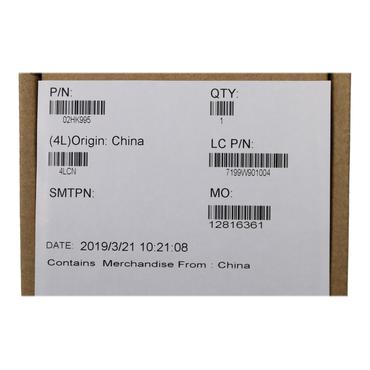 P/N: QTY:
02HK995 1
(4L)Origin: China LC P/N:
4LCN 7199W901004
SMTPN: MO:
12816361
DATE: 2019/3/21 10:21:08
Contains Merchandise From : China